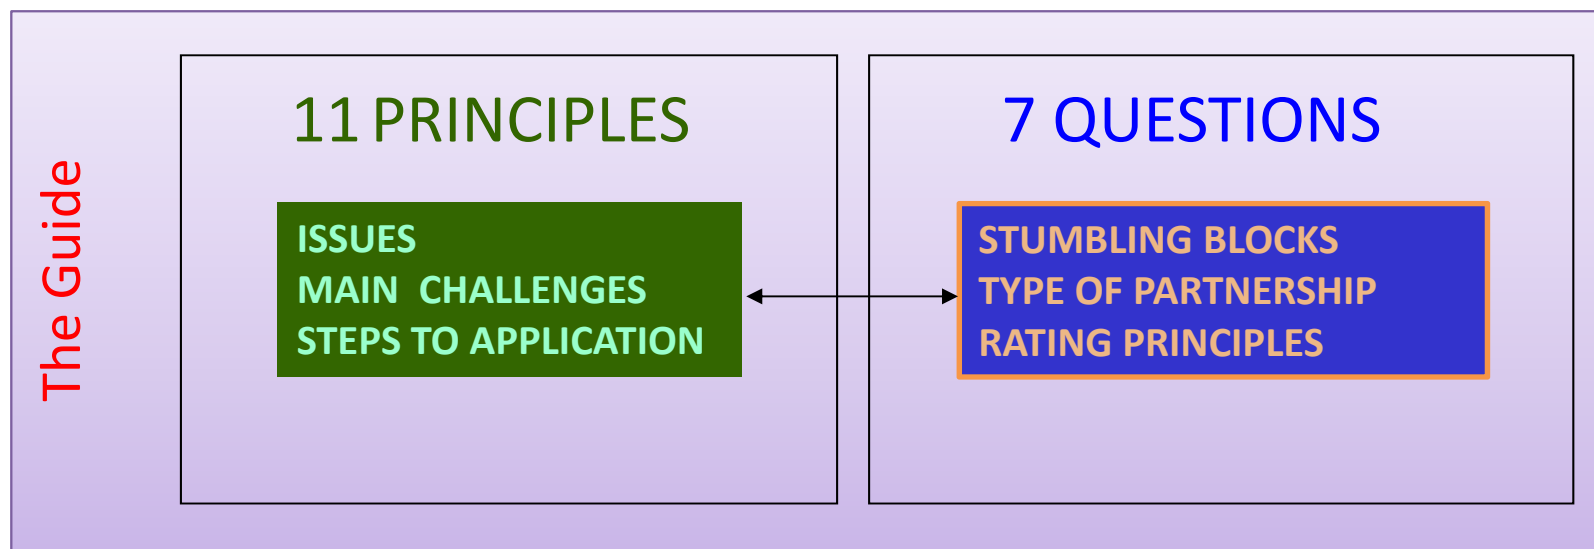 The Guide
11 PRINCIPLES
ISSUES
MAIN CHALLENGES
STEPS TO APPLICATION
7 QUESTIONS
STUMBLING BLOCKS
TYPE OF PARTNERSHIP
RATING PRINCIPLES